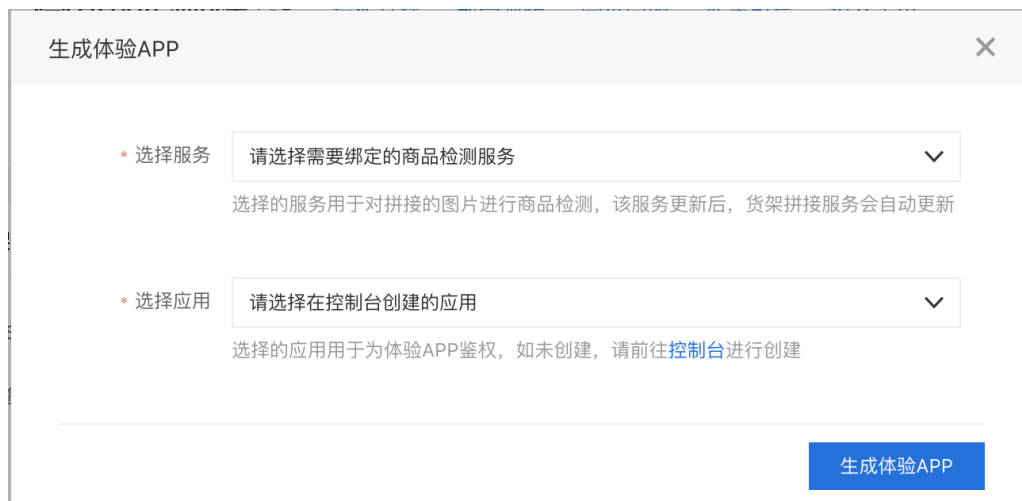 生成体验APP
* 选择服务 请选择需要绑定的商品检测服务
选择的服务用于对拼接的图片进行商品检测，该服务更新后，货架拼接服务会自动更新
* 选择应用 请选择在控制台创建的应用
选择的应用用于为体验APP鉴权，如未创建，请前往控制台进行创建
生成体验APP